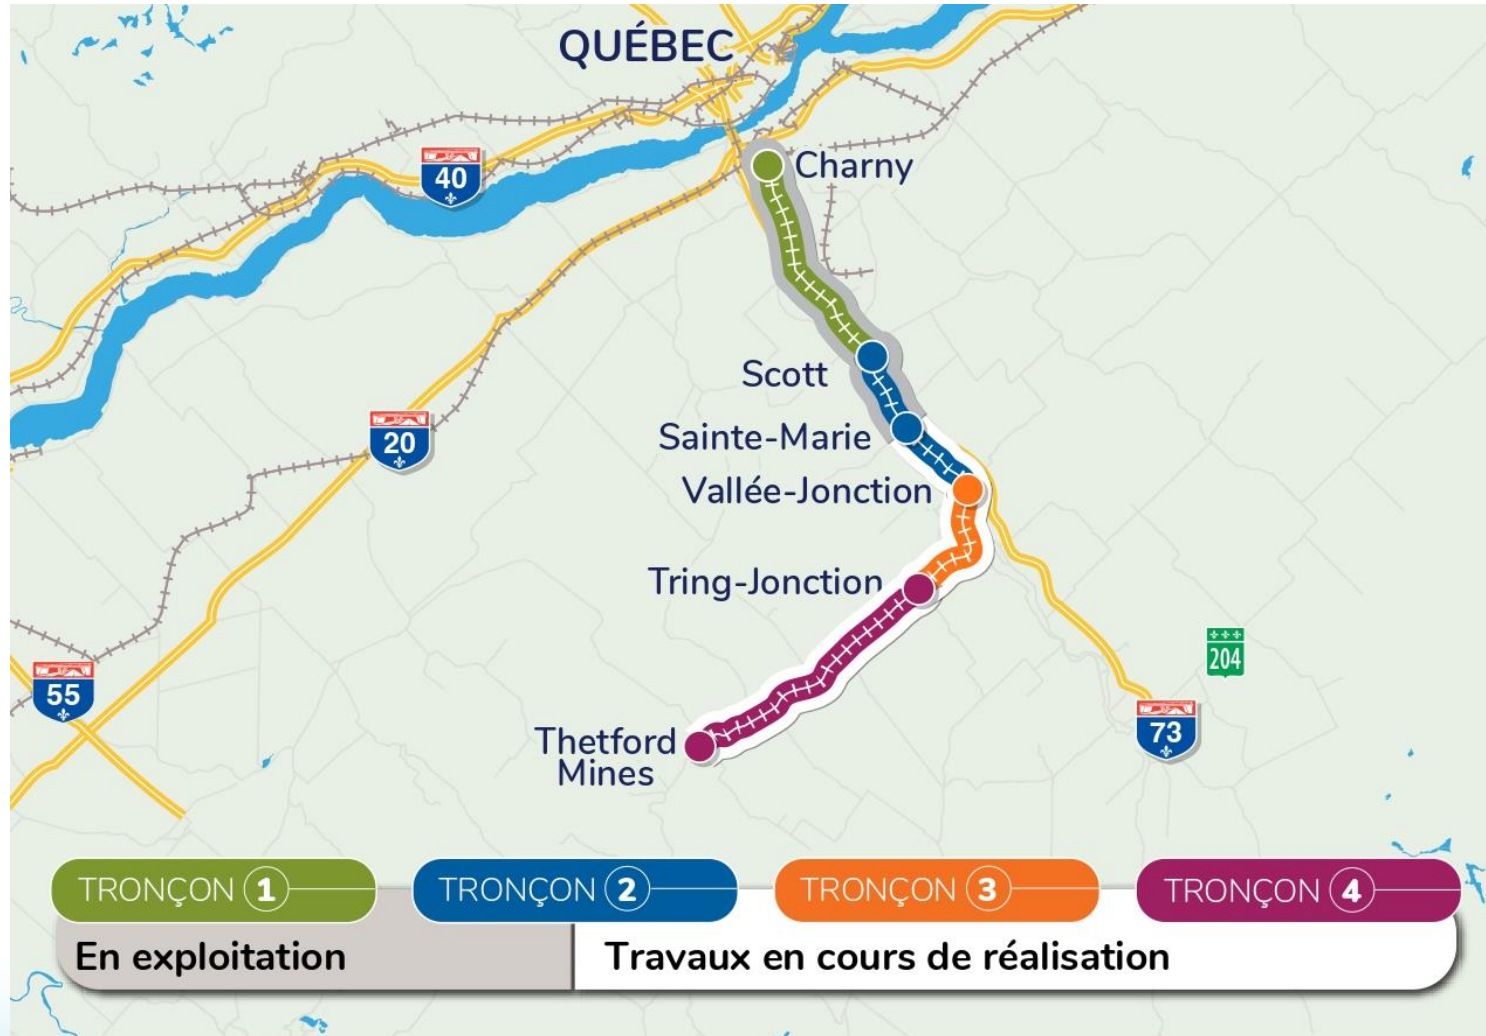 QUÉBEC
40
Charny
Scott
20
Sainte-Marie
Vallée-Jonction
Tring-Jonction
204
55
73
Thetford
Mines
TRONÇON 1
TRONÇON 2
TRONÇON 3
TRONÇON 4
En exploitation
Travaux en cours de réalisation